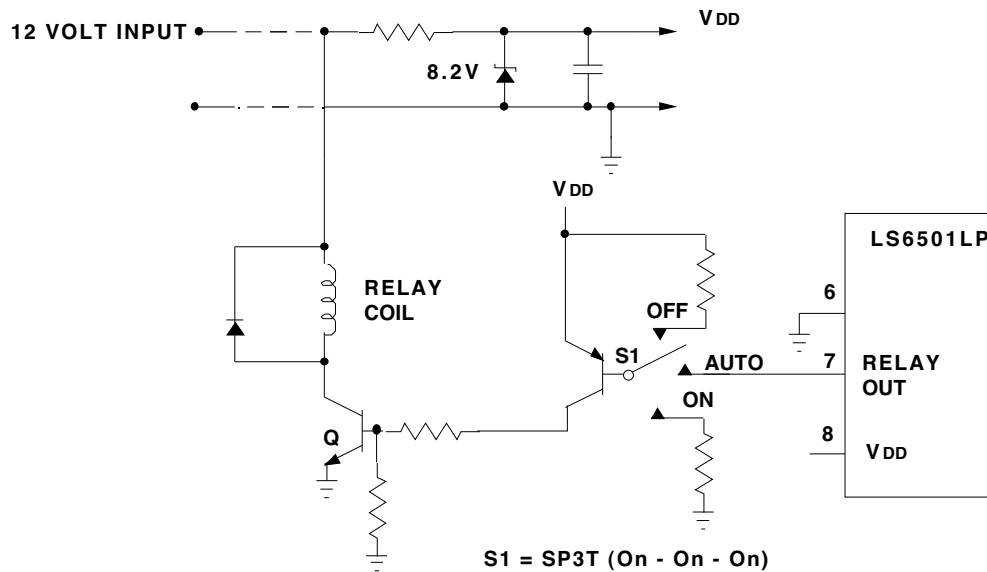 12 VOLT INPUT
VDD
8.2V
VDD
LS6501LP
RELAY
COIL
OFF
6
S1
AUTO
7
RELAY
OUT
ON
Q
8
VDD
S1 = SP3T (On - On - On)